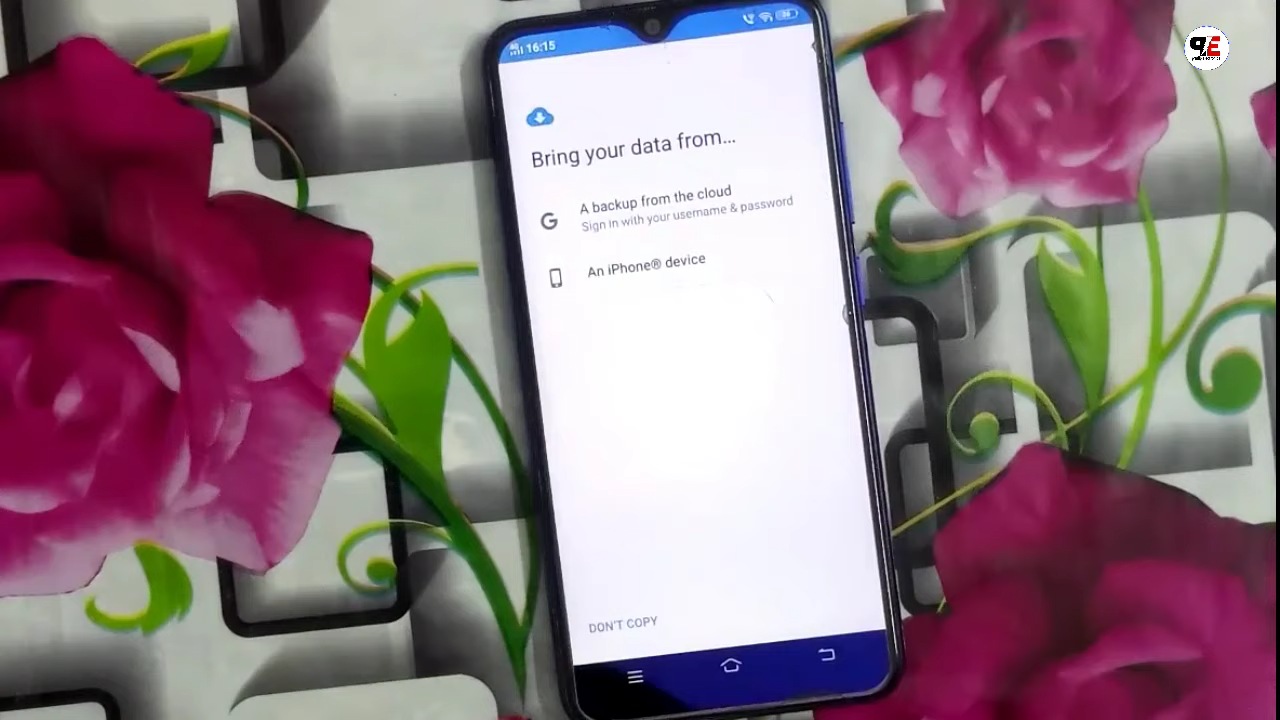 16:15
Bring your data from...
A backup from the cloud
Sign in with your username & password
An iPhone® device
DON'T COPY